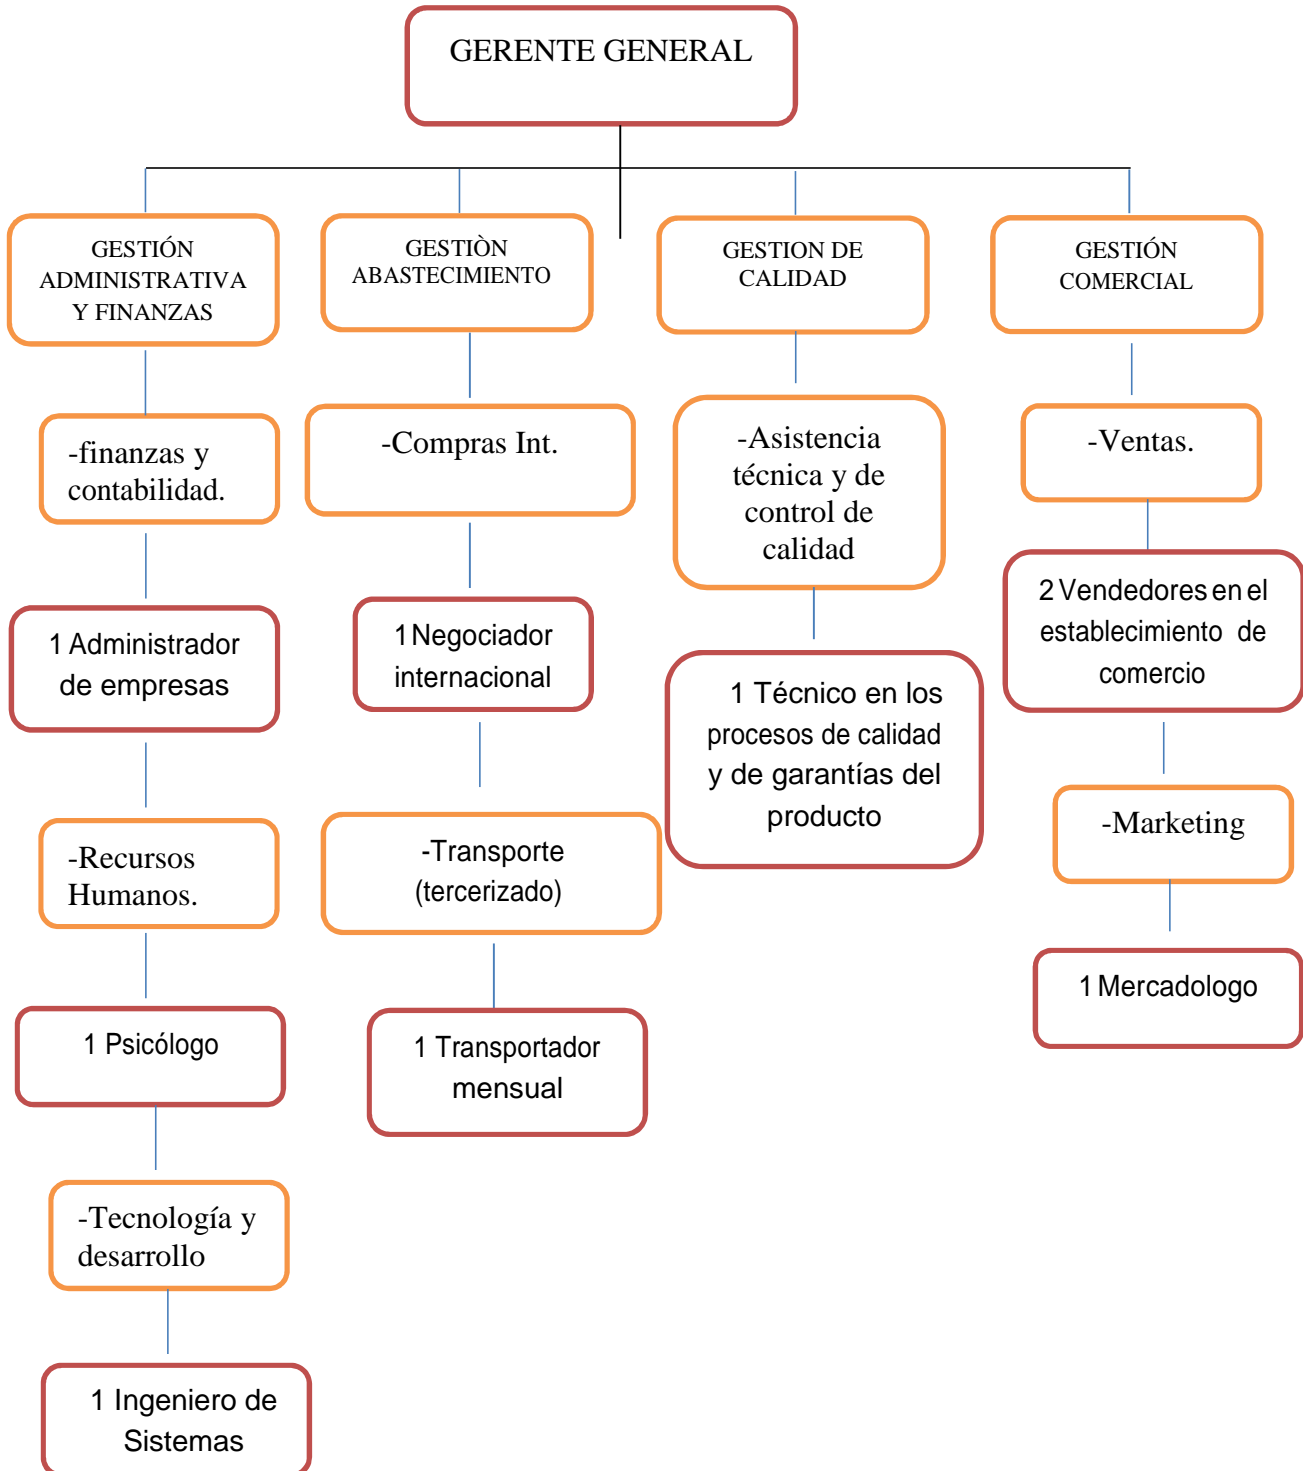 GERENTE GENERAL
GESTIÓN
ADMINISTRATIVA
Y FINANZAS
GESTIÒN
ABASTECIMIENTO
GESTION DE
CALIDAD
GESTIÓN
COMERCIAL
-finanzas y
contabilidad.
-Compras Int.
-Asistencia
técnica y de
control de
calidad
-Ventas.
1 Administrador
de empresas
1 Negociador
internacional
1 Técnico en los
procesos de calidad
y de garantías del
producto
2 Vendedores en el
establecimiento de
comercio
-Recursos
Humanos.
-Transporte
(tercerizado)
-Marketing
1 Psicólogo
1 Transportador
mensual
1 Mercadologo
-Tecnología y
desarrollo
1 Ingeniero de
Sistemas